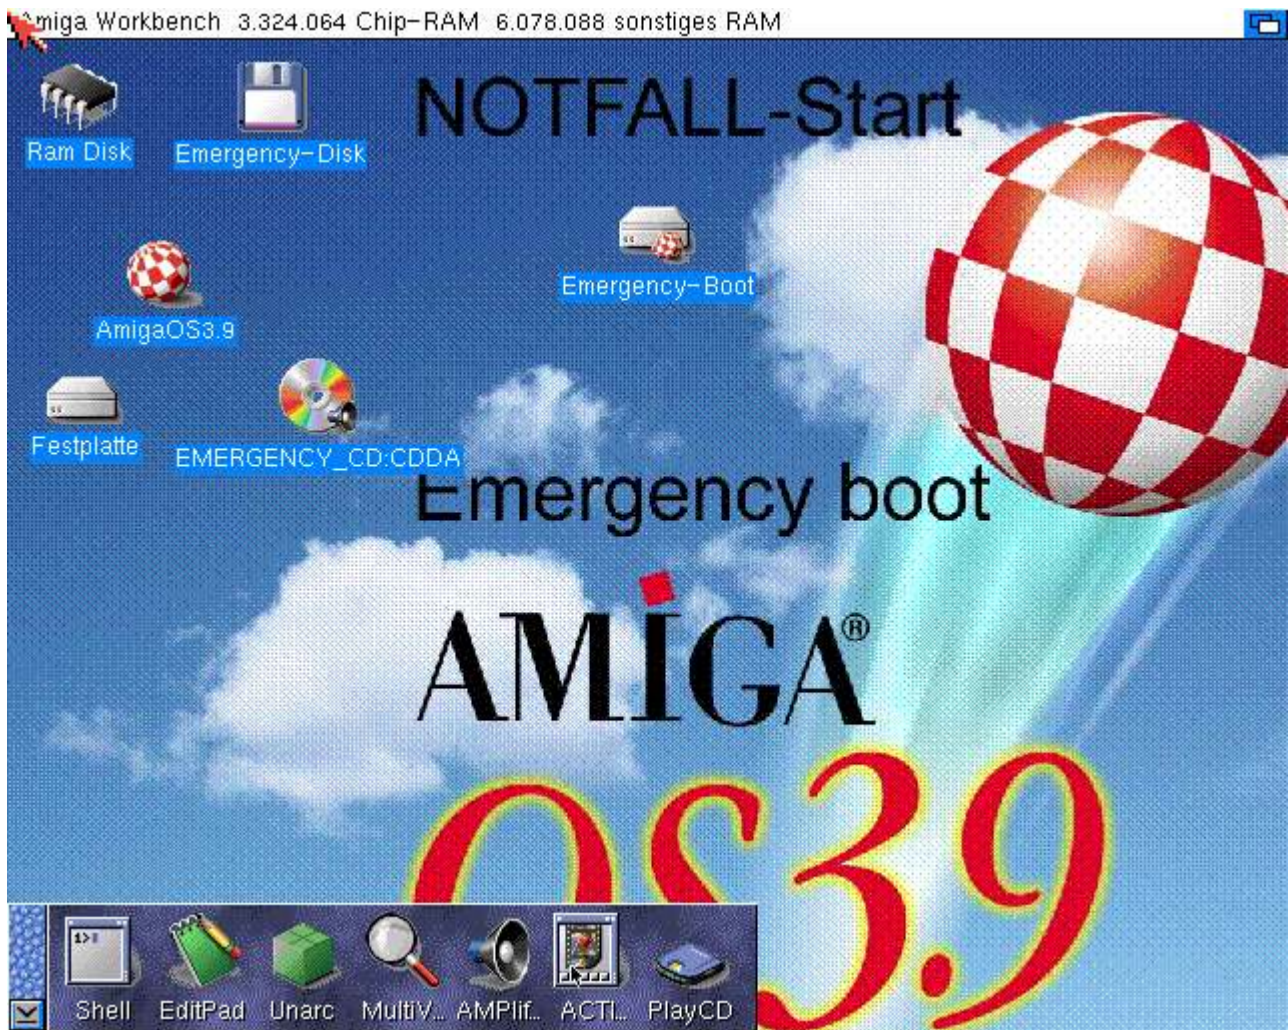 Amiga Workbench 3.324.064 Chip-RAM 6.078.088 sonstiges RAM
NOTFALL-Start
Ram Disk
Emergency-Disk
Emergency-Boot
AmigaOS3.9
Festplatte
EMERGENCY_CD:CDDA
Emergency boot
AMIGA®
OS3.9
1>
Shell
EditPad
Unarc
MultiV...
AMPlif...
ACTI...
PlayCD